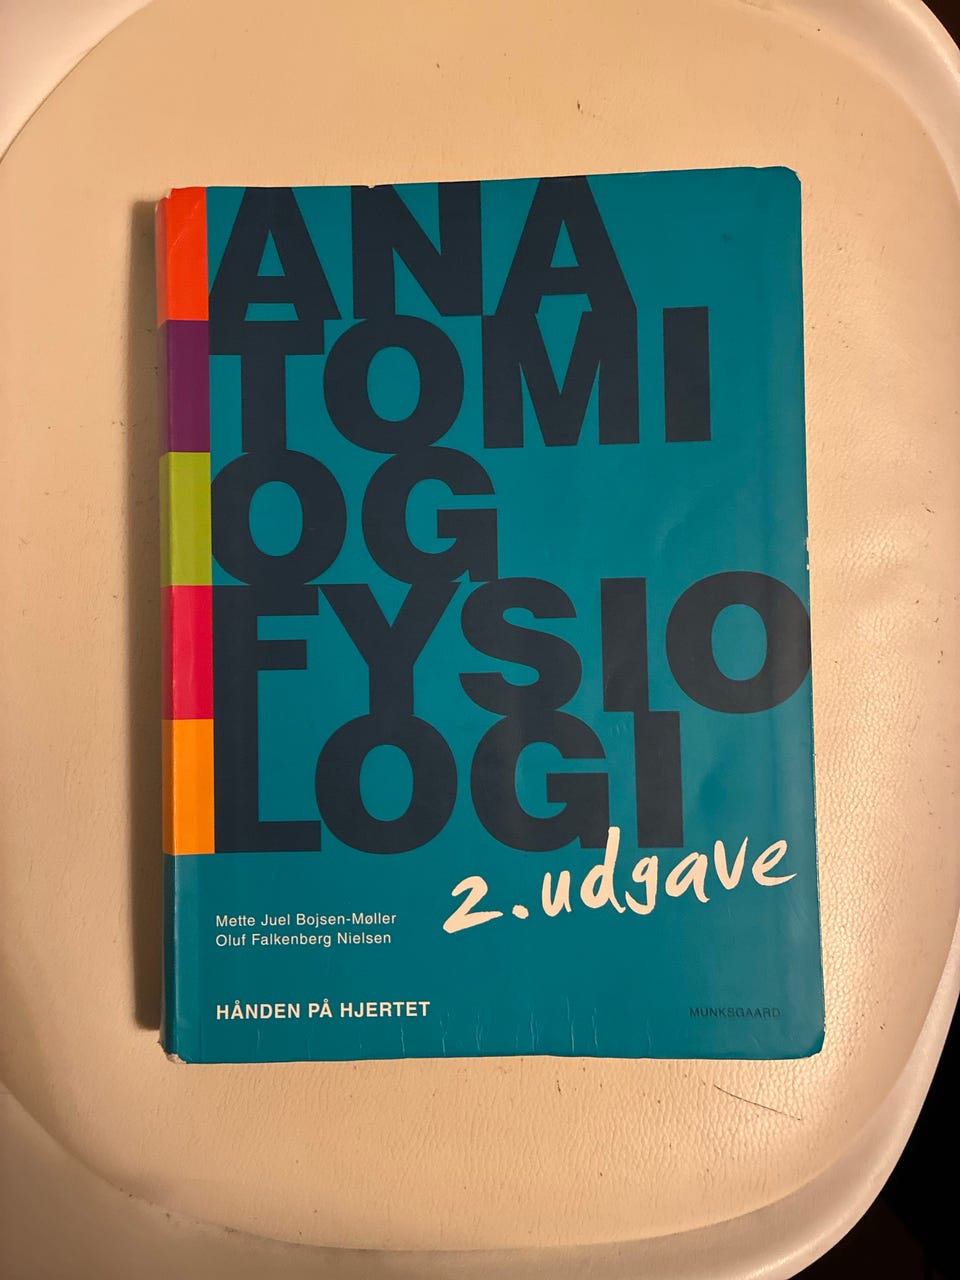 ANA
TOMI
OG
FYSIO
LOGI
2. udgave
Mette Juel Bojsen-Møller
Oluf Falkenberg Nielsen
HÅNDEN PÅ HJERTET
MUNKSGAARD